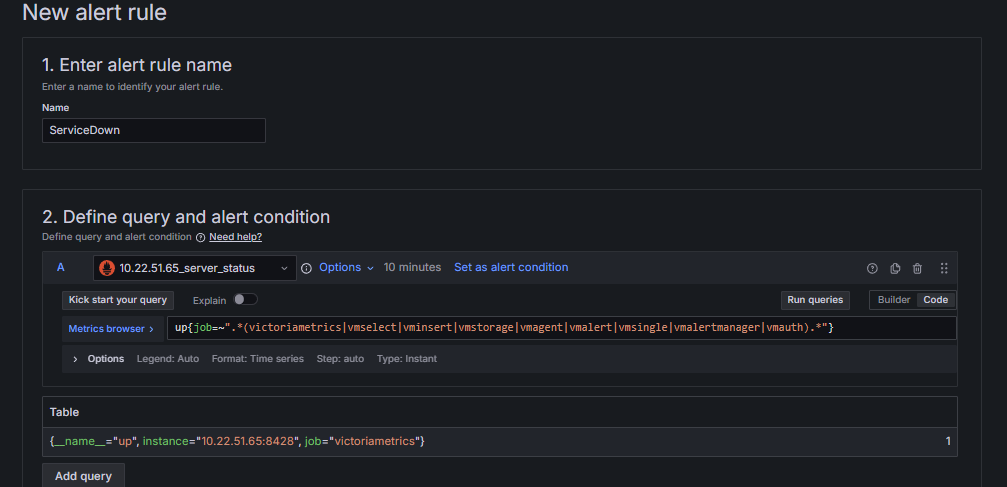 New alert rule
1. Enter alert rule name
Enter a name to identify your alert rule.
Name
ServiceDown
2. Define query and alert condition
Define query and alert condition Need help?
A 10.22.51.65_server_status Options 10 minutes Set as alert condition
Kick start your query Explain Run queries Builder Code
Metrics browser > up{job=~".*(victoriametrics|vmselect|vminsert|vmstorage|vmagent|vmalert|vmsingle|vmalertmanager|vmauth).*"}
> Options Legend: Auto Format: Time series Step: auto Type: Instant
Table
{__name__="up", instance="10.22.51.65:8428", job="victoriametrics"} 1
Add query